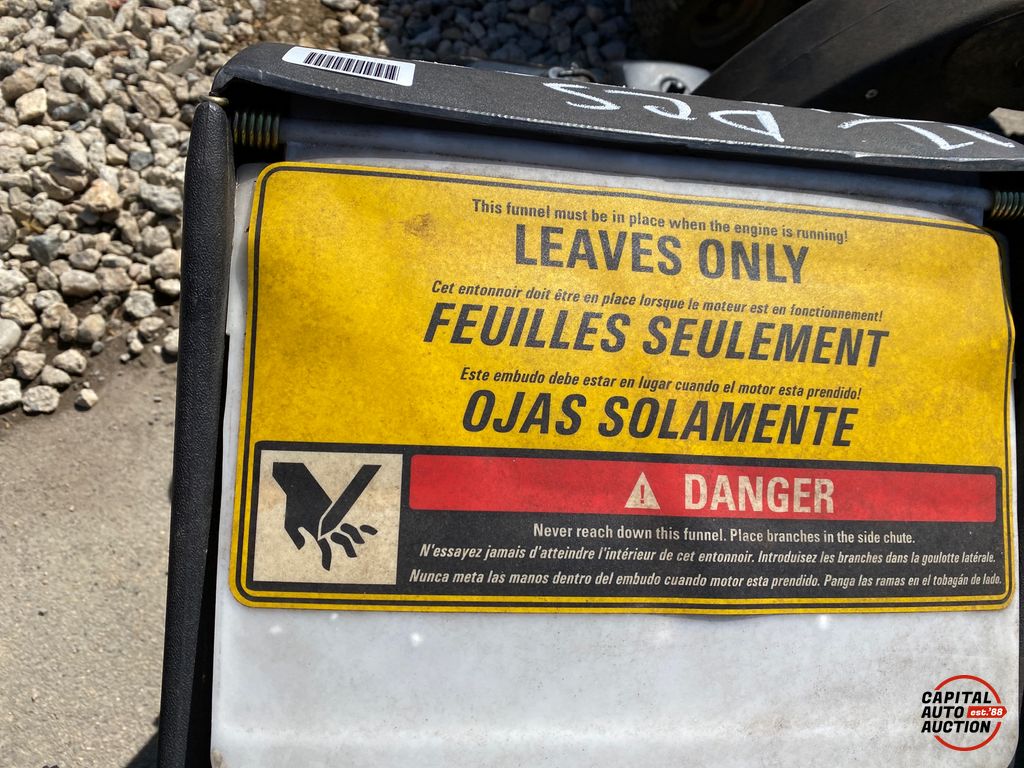 This funnel must be in place when the engine is running!
LEAVES ONLY
Cet entonnoir doit être en place lorsque le moteur est en fonctionnement!
FEUILLES SEULEMENT
Este embudo debe estar en lugar cuando el motor esta prendido!
OJAS SOLAMENTE
DANGER
Never reach down this funnel. Place branches in the side chute.
N'essayez jamais d'atteindre l'intérieur de cet entonnoir. Introduisez les branches dans la goulotte latérale.
Nunca meta las manos dentro del embudo cuando motor esta prendido. Panga las ramas en el tobagán de lado.
CAPITAL
AUTO est.'88
AUCTION